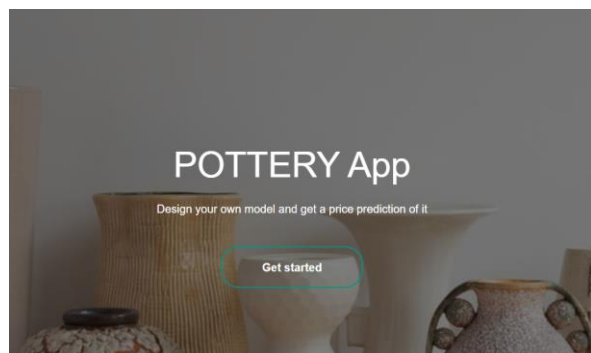 POTTERY App
Design your own model and get a price prediction of it
Get started